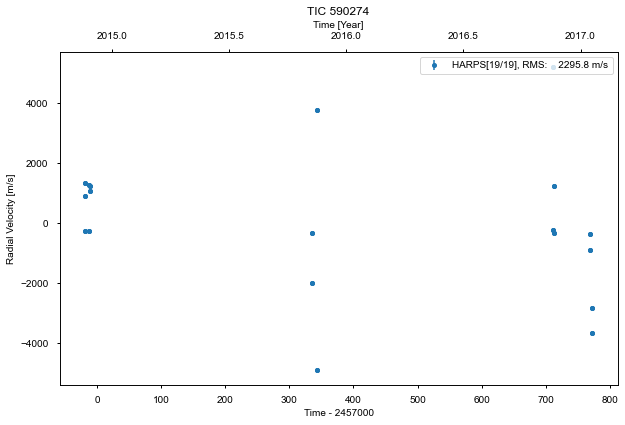 TIC 590274
Time [Year]
2015.0 2015.5 2016.0 2016.5 2017.0
HARPS[19/19], RMS: 2295.8 m/s
Radial Velocity [m/s]
4000
2000
0
−2000
−4000
0 100 200 300 400 500 600 700 800
Time - 2457000